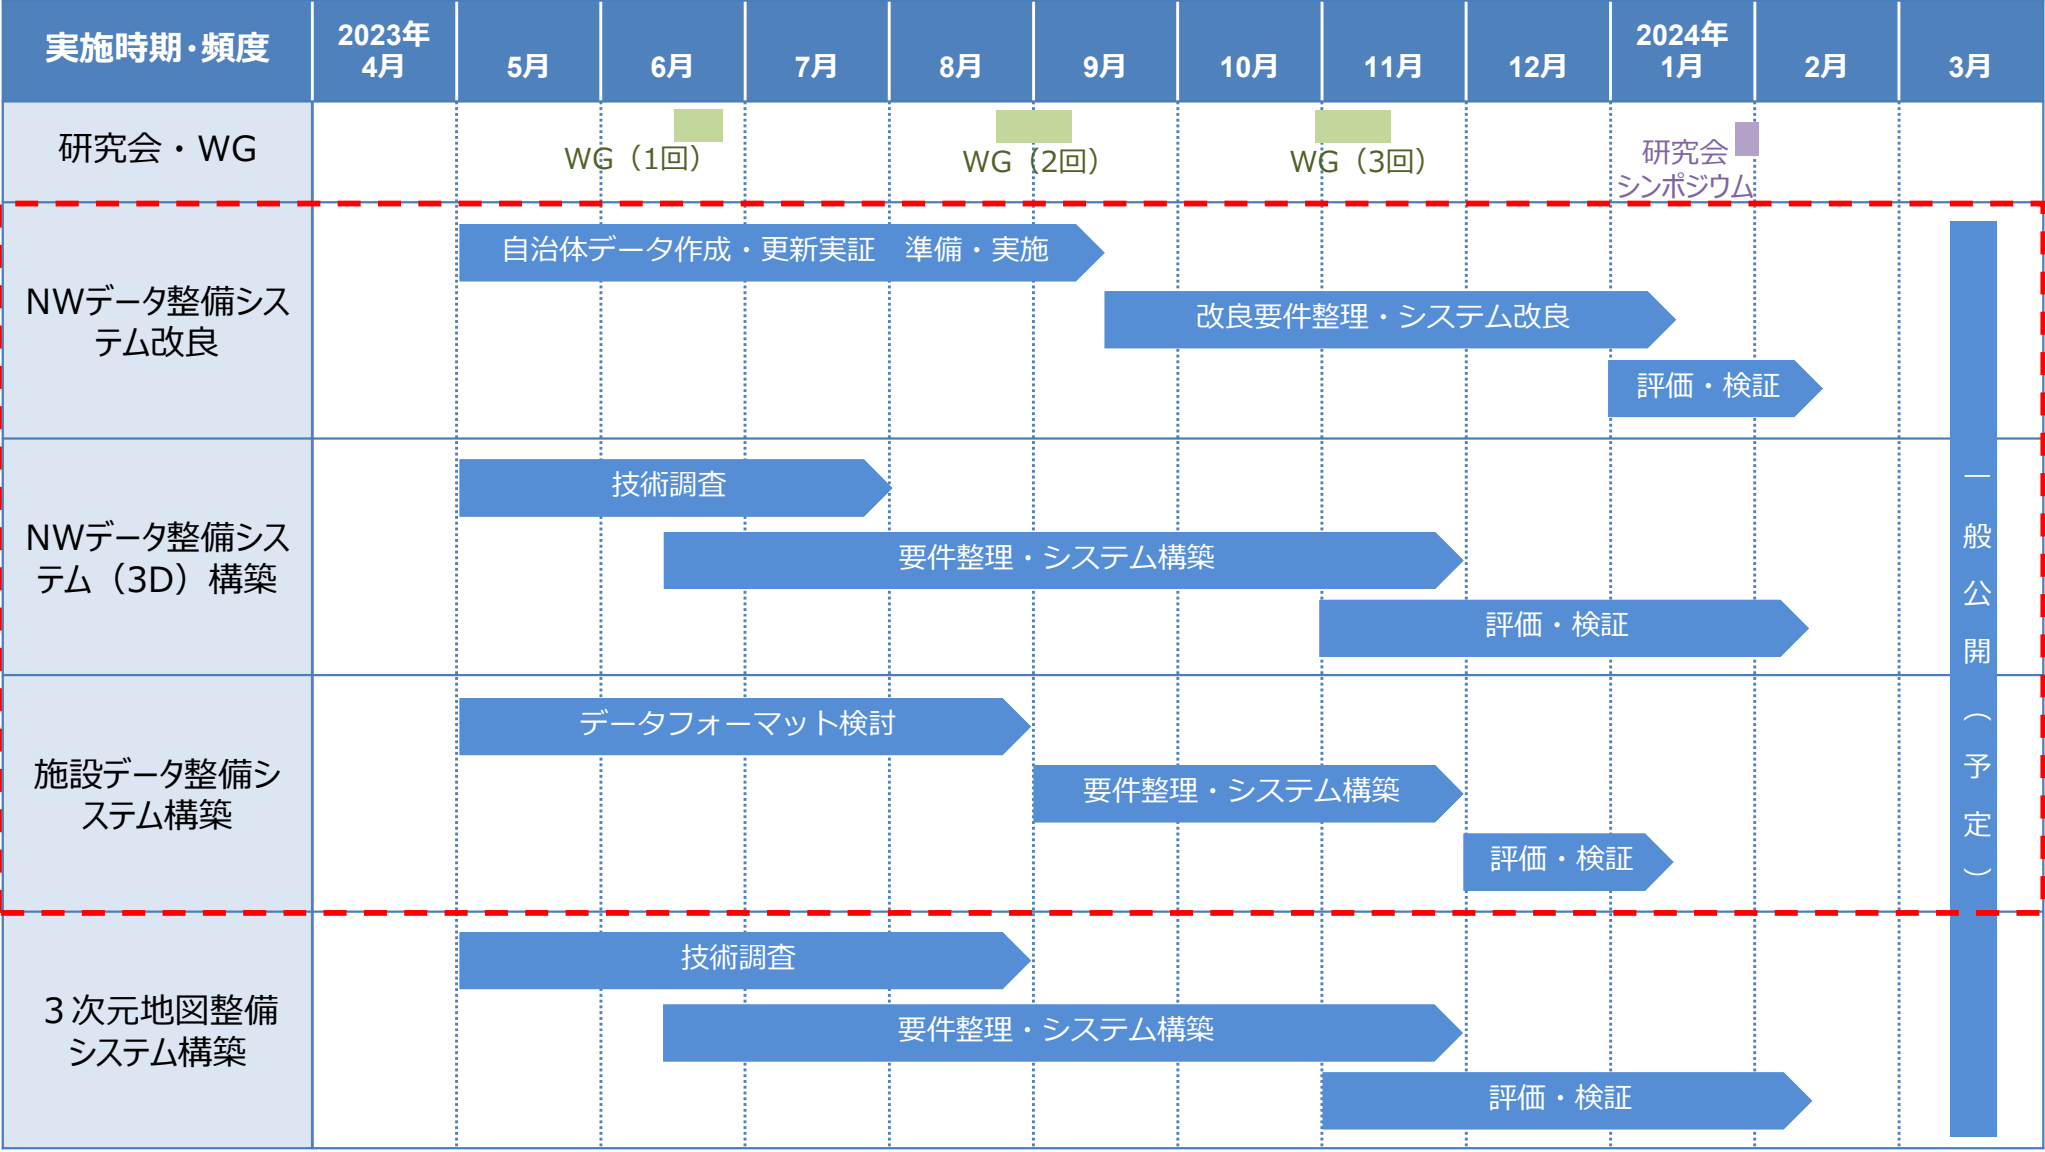 実施時期・頻度
2023年
4月
5月
6月
7月
8月
9月
10月
11月
12月
2024年
1月
2月
3月
研究会・WG
WG（1回）
WG（2回）
WG（3回）
研究会
シンポジウム
NWデータ整備シス
テム改良
自治体データ作成・更新実証　準備・実施
改良要件整理・システム改良
評価・検証
NWデータ整備シス
テム（3D）構築
技術調査
要件整理・システム構築
評価・検証
施設データ整備シ
ステム構築
データフォーマット検討
要件整理・システム構築
評価・検証
３次元地図整備
システム構築
技術調査
要件整理・システム構築
評価・検証
一般公開（予定）